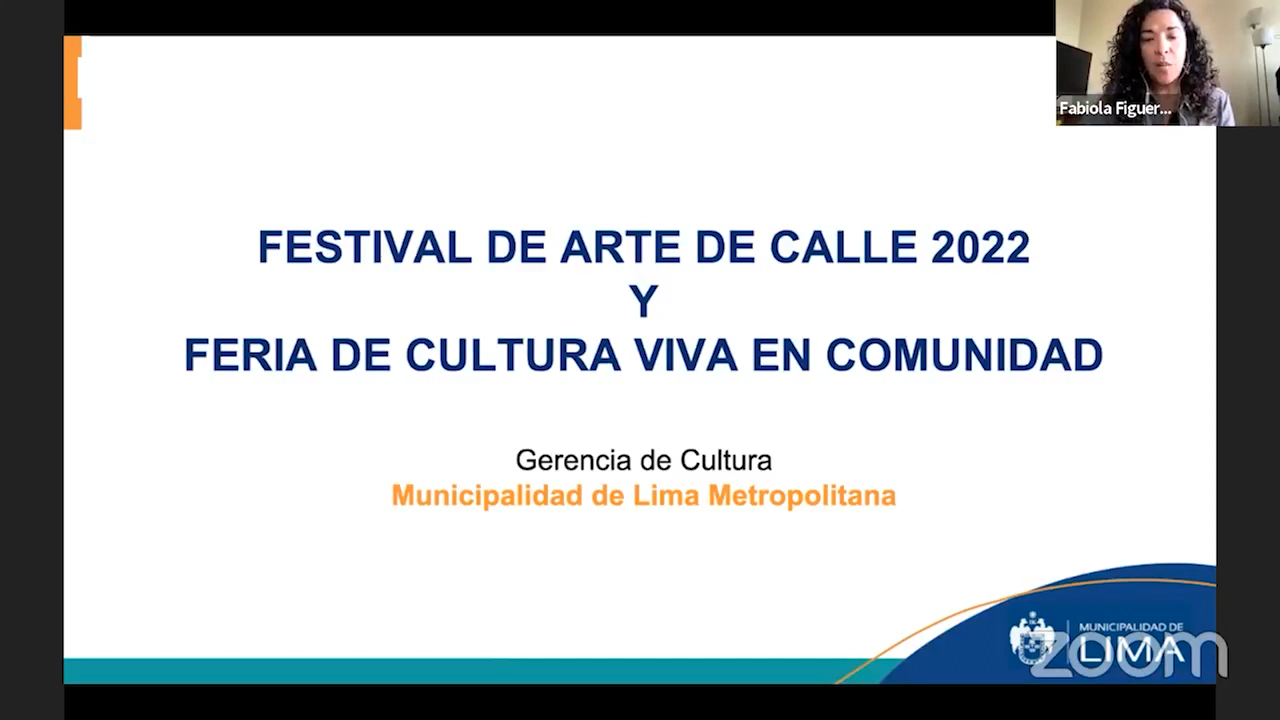 Fabiola Figuer...
FESTIVAL DE ARTE DE CALLE 2022
Y
FERIA DE CULTURA VIVA EN COMUNIDAD
Gerencia de Cultura
Municipalidad de Lima Metropolitana
MUNICIPALIDAD DE
LIMA
zoom